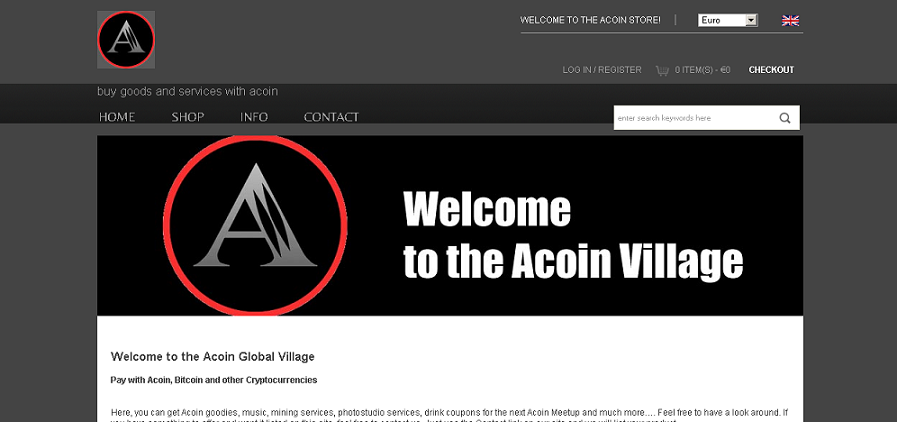 WELCOME TO THE ACOIN STORE! | Euro
LOG IN / REGISTER 0 ITEM(S) - €0 CHECKOUT
buy goods and services with acoin
HOME SHOP INFO CONTACT
enter search keywords here
Welcome
to the Acoin Village
Welcome to the Acoin Global Village
Pay with Acoin, Bitcoin and other Cryptocurrencies
Here, you can get Acoin goodies, music, mining services, photostudio services, drink coupons for the next Acoin Meetup and much more.... Feel free to have a look around. If